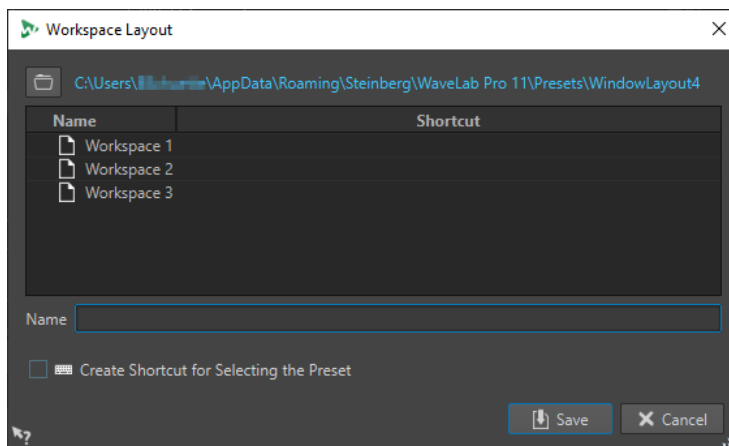 Workspace Layout
C:\Users\ \AppData\Roaming\Steinberg\WaveLab Pro 11\Presets\WindowLayout4
Name Shortcut
Workspace 1
Workspace 2
Workspace 3
Name
Create Shortcut for Selecting the Preset
Save Cancel